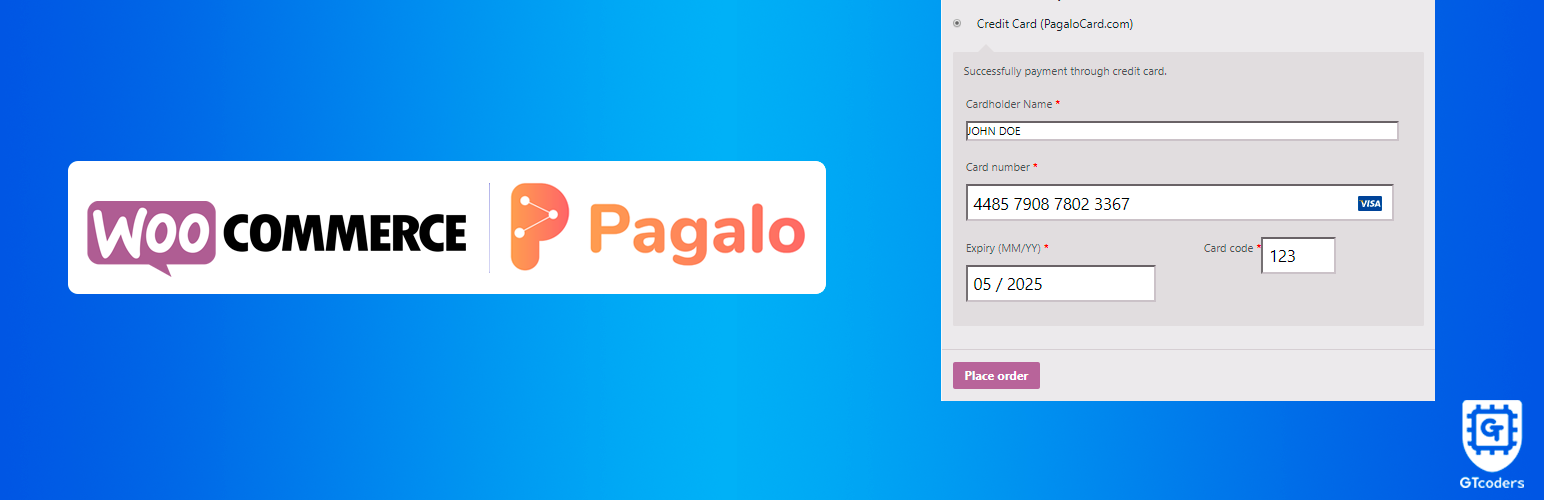 WOO COMMERCE
Pagalo
Credit Card (PagaloCard.com)
Successfully payment through credit card.
Cardholder Name *
JOHN DOE
Card number *
4485 7908 7802 3367
VISA
Expiry (MM/YY) *
Card code *
123
05 / 2025
Place order
GT
GTcoders